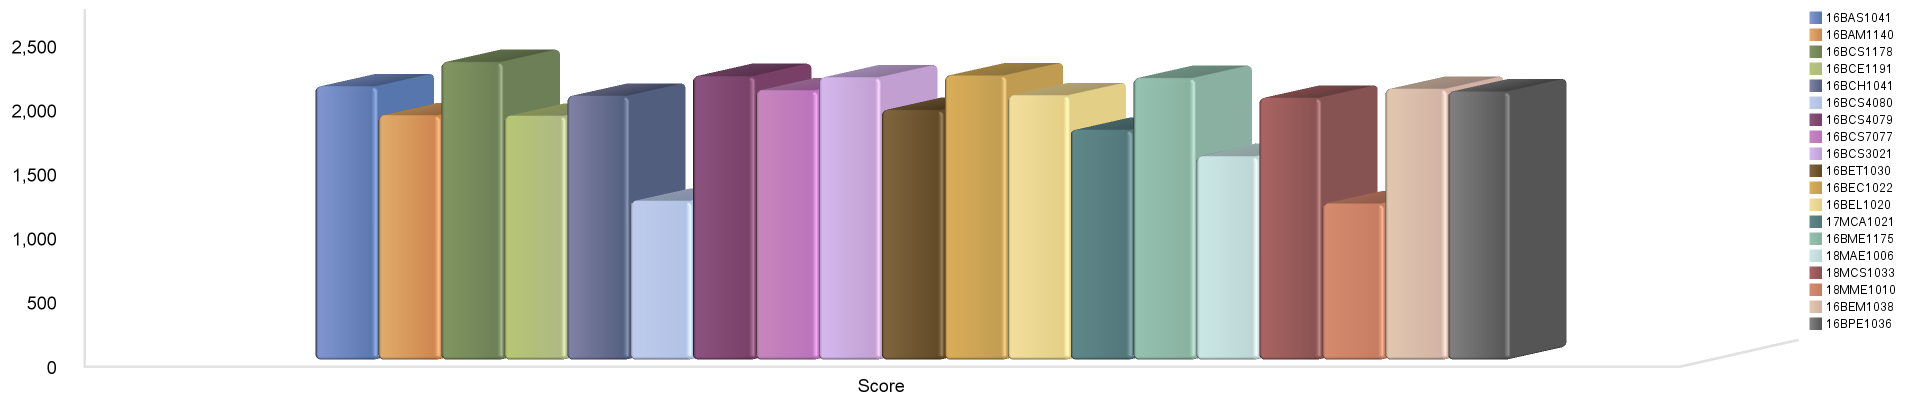 2,500
2,000
1,500
1,000
500
0
Score
16BAS1041
16BAM1140
16BCS1178
16BCE1191
16BCH1041
16BCS4080
16BCS4079
16BCS7077
16BCS3021
16BET1030
16BEC1022
16BEL1020
17MCA1021
16BME1175
18MAE1006
18MCS1033
18MME1010
16BEM1038
16BPE1036